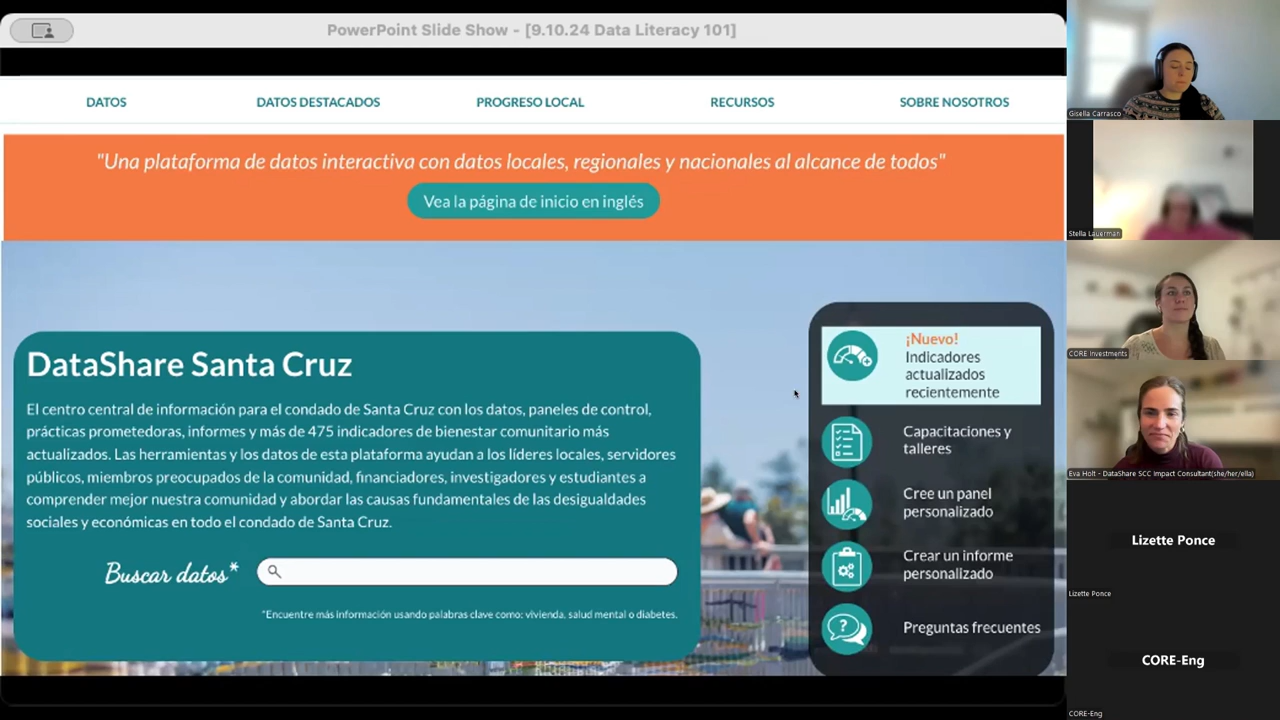 PowerPoint Slide Show - [9.10.24 Data Literacy 101]
DATOS
DATOS DESTACADOS
PROGRESO LOCAL
RECURSOS
SOBRE NOSOTROS
"Una plataforma de datos interactiva con datos locales, regionales y nacionales al alcance de todos"
Vea la página de inicio en inglés
DataShare Santa Cruz
El centro central de información para el condado de Santa Cruz con los datos, paneles de control,
prácticas prometedoras, informes y más de 475 indicadores de bienestar comunitario más
actualizados. Las herramientas y los datos de esta plataforma ayudan a los líderes locales, servidores
públicos, miembros preocupados de la comunidad, financiadores, investigadores y estudiantes a
comprender mejor nuestra comunidad y abordar las causas fundamentales de las desigualdades
sociales y económicas en todo el condado de Santa Cruz.
Buscar datos*
*Encuentre más información usando palabras clave como: vivienda, salud mental o diabetes.
¡Nuevo!
Indicadores
actualizados
recientemente
Capacitaciones y
talleres
Cree un panel
personalizado
Crear un informe
personalizado
Preguntas frecuentes
Gisella Carrasco
Stella Lauerman
CORE Investments
Eva Holt - DataShare SCC Impact Consultant(she/her/ella)
Lizette Ponce
Lizette Ponce
CORE-Eng
CORE-Eng